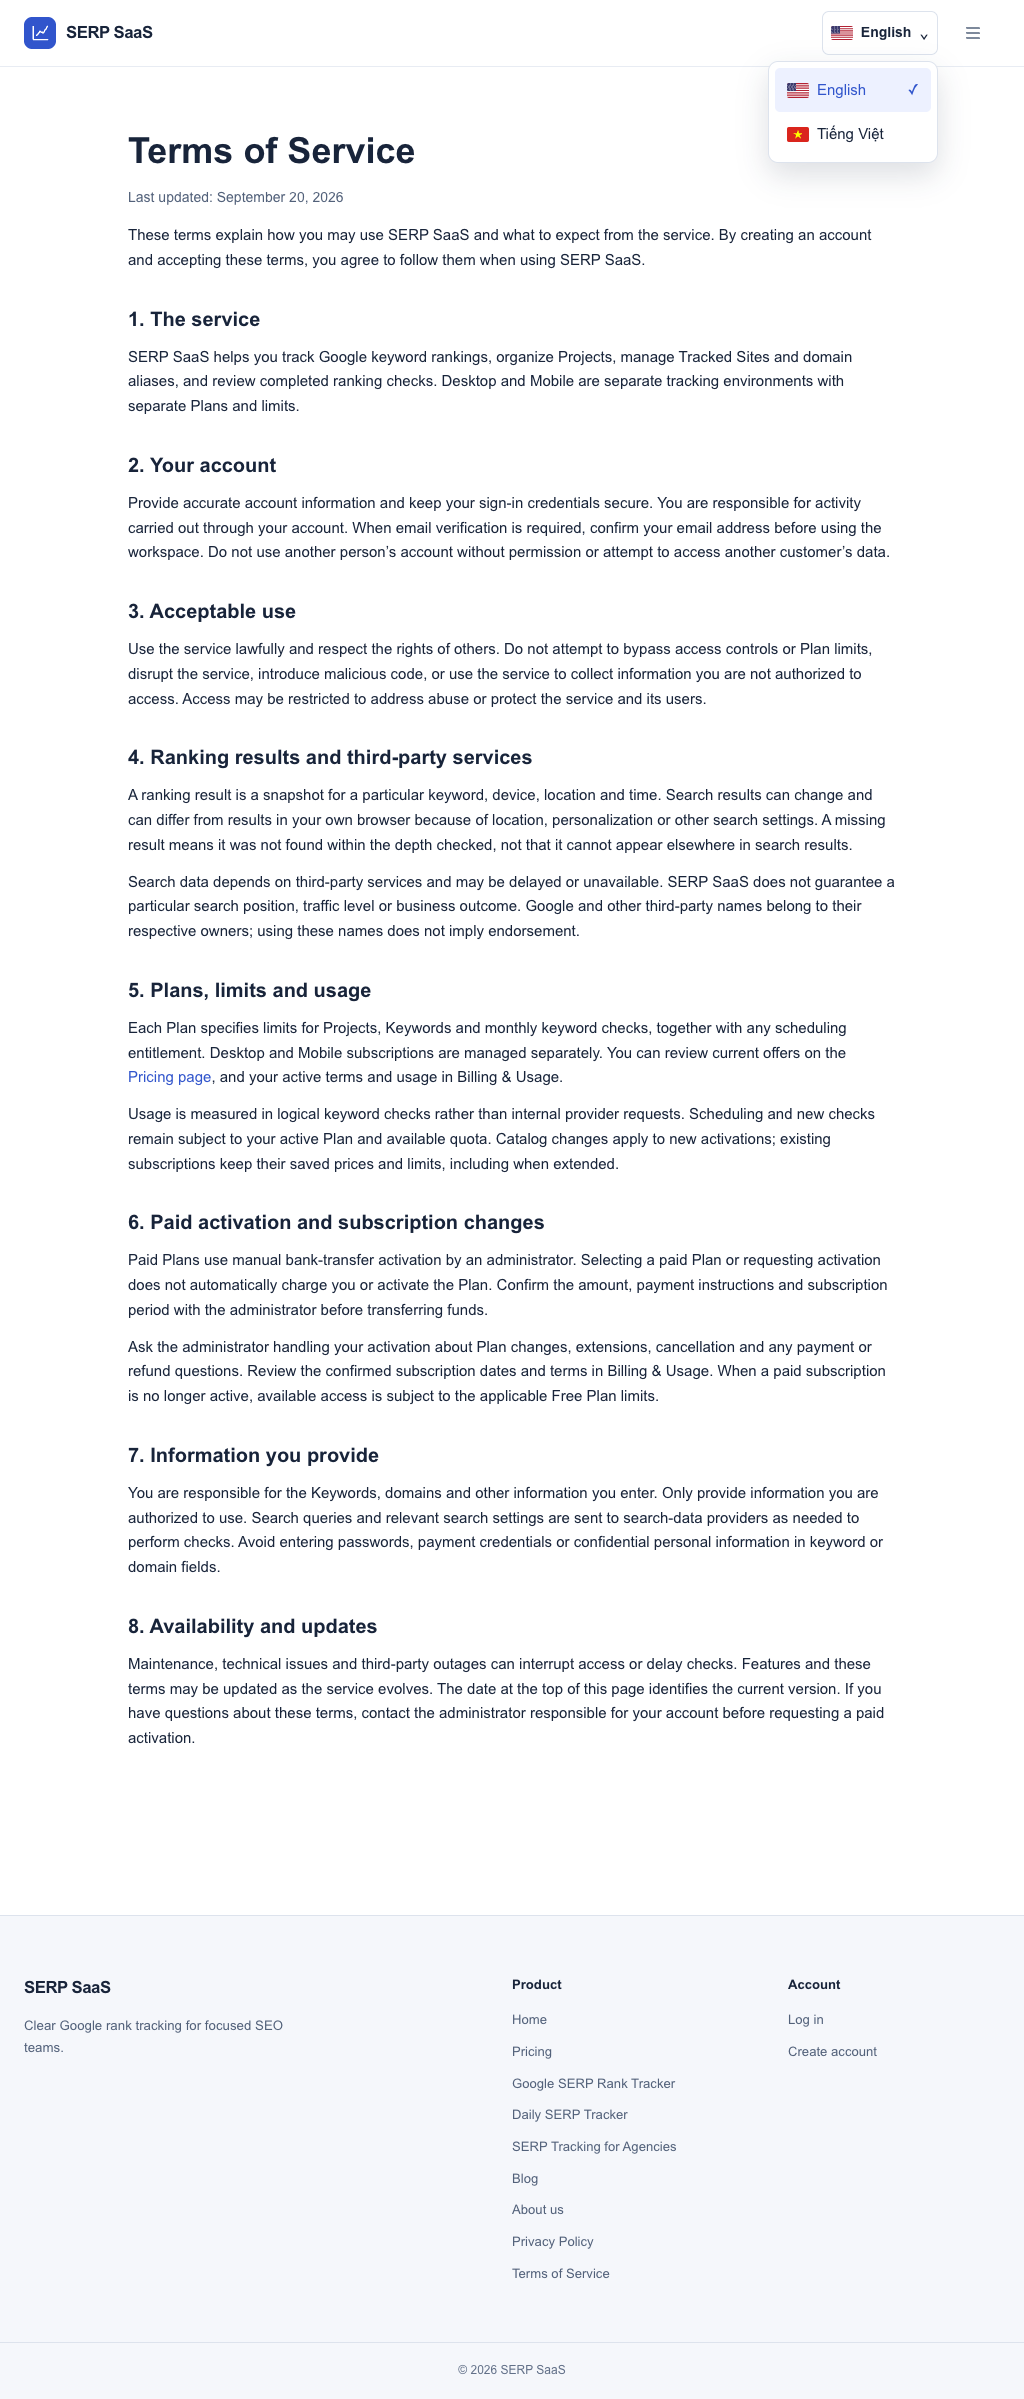 SERP SaaS
English
English
Tiếng Việt
Terms of Service
Last updated: September 20, 2026
These terms explain how you may use SERP SaaS and what to expect from the service. By creating an account
and accepting these terms, you agree to follow them when using SERP SaaS.
1. The service
SERP SaaS helps you track Google keyword rankings, organize Projects, manage Tracked Sites and domain
aliases, and review completed ranking checks. Desktop and Mobile are separate tracking environments with
separate Plans and limits.
2. Your account
Provide accurate account information and keep your sign-in credentials secure. You are responsible for activity
carried out through your account. When email verification is required, confirm your email address before using the
workspace. Do not use another person’s account without permission or attempt to access another customer’s data.
3. Acceptable use
Use the service lawfully and respect the rights of others. Do not attempt to bypass access controls or Plan limits,
disrupt the service, introduce malicious code, or use the service to collect information you are not authorized to
access. Access may be restricted to address abuse or protect the service and its users.
4. Ranking results and third-party services
A ranking result is a snapshot for a particular keyword, device, location and time. Search results can change and
can differ from results in your own browser because of location, personalization or other search settings. A missing
result means it was not found within the depth checked, not that it cannot appear elsewhere in search results.
Search data depends on third-party services and may be delayed or unavailable. SERP SaaS does not guarantee a
particular search position, traffic level or business outcome. Google and other third-party names belong to their
respective owners; using these names does not imply endorsement.
5. Plans, limits and usage
Each Plan specifies limits for Projects, Keywords and monthly keyword checks, together with any scheduling
entitlement. Desktop and Mobile subscriptions are managed separately. You can review current offers on the
Pricing page, and your active terms and usage in Billing & Usage.
Usage is measured in logical keyword checks rather than internal provider requests. Scheduling and new checks
remain subject to your active Plan and available quota. Catalog changes apply to new activations; existing
subscriptions keep their saved prices and limits, including when extended.
6. Paid activation and subscription changes
Paid Plans use manual bank-transfer activation by an administrator. Selecting a paid Plan or requesting activation
does not automatically charge you or activate the Plan. Confirm the amount, payment instructions and subscription
period with the administrator before transferring funds.
Ask the administrator handling your activation about Plan changes, extensions, cancellation and any payment or
refund questions. Review the confirmed subscription dates and terms in Billing & Usage. When a paid subscription
is no longer active, available access is subject to the applicable Free Plan limits.
7. Information you provide
You are responsible for the Keywords, domains and other information you enter. Only provide information you are
authorized to use. Search queries and relevant search settings are sent to search-data providers as needed to
perform checks. Avoid entering passwords, payment credentials or confidential personal information in keyword or
domain fields.
8. Availability and updates
Maintenance, technical issues and third-party outages can interrupt access or delay checks. Features and these
terms may be updated as the service evolves. The date at the top of this page identifies the current version. If you
have questions about these terms, contact the administrator responsible for your account before requesting a paid
activation.
SERP SaaS
Clear Google rank tracking for focused SEO
teams.
Product
Home
Pricing
Google SERP Rank Tracker
Daily SERP Tracker
SERP Tracking for Agencies
Blog
About us
Privacy Policy
Terms of Service
Account
Log in
Create account
© 2026 SERP SaaS